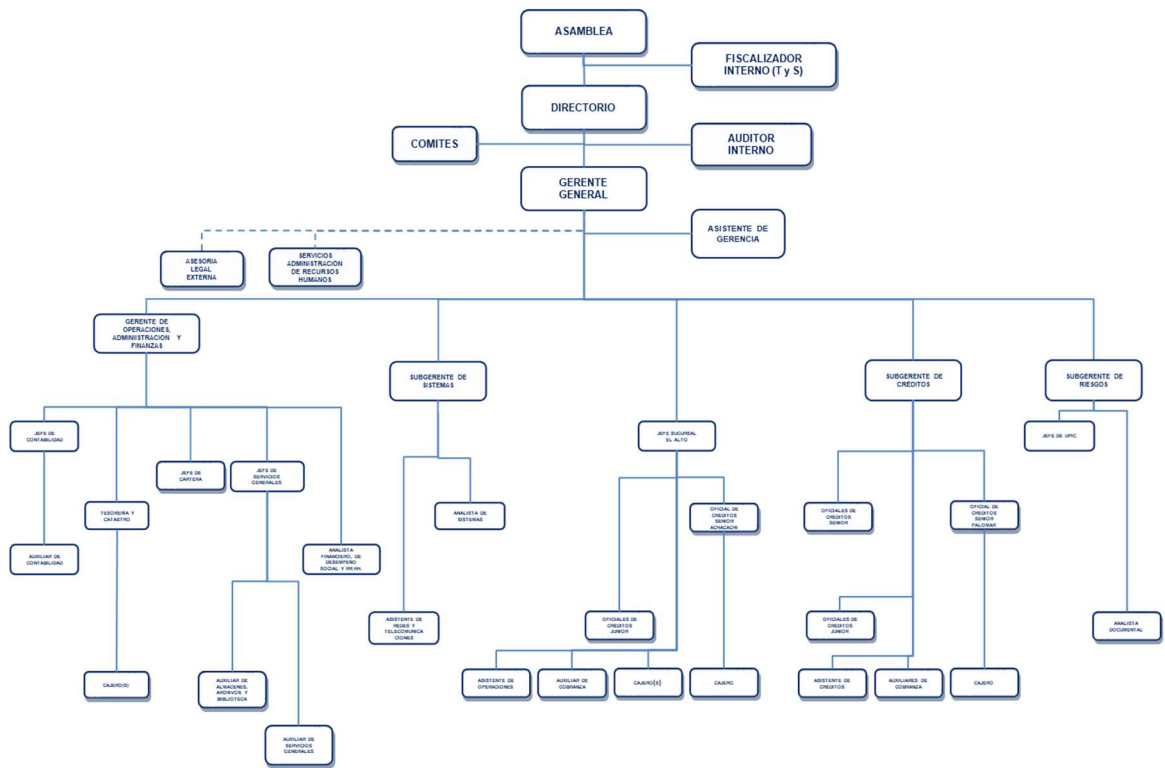 ASAMBLEA
FISCALIZADOR
INTERNO (T y S)
DIRECTORIO
COMITES
AUDITOR
INTERNO
GERENTE
GENERAL
ASISTENTE DE
GERENCIA
ASESORIA
LEGAL
EXTERNA
SERVICIOS
ADMINISTRACIÓN
DE RECURSOS
HUMANOS
GERENTE DE
OPERACIONES,
ADMINISTRACION Y
FINANZAS
SUBGERENTE DE
SISTEMAS
SUBGERENTE DE
CRÉDITOS
SUBGERENTE DE
RIESGOS
JEFE DE
CONTABILIZAD
JEFE SUCURSAL
EL ALTO
JEFE DE UPIC
JEFE DE
CARTERA
JEFE DE
SERVICIOS
GENERALES
TESORERIA Y
CATASTRO
ANALISTA DE
SISTEMAS
OFICIALES DE
CREDITOS
SENIOR
OFICIAL DE
CREDITOS
SENIOR
ACHACACHI
OFICIALES DE
CREDITOS
SENIOR
OFICIAL DE
CREDITOS
SENIOR
PALOMAR
AUXILIAR DE
CONTABILIDAD
ANALISTA
FINANCIERO, DE
DESEMPEÑO
SOCIAL Y RR.HH.
ASISTENTE DE
REDES Y
TELECOMUNICA
CIONES
OFICIALES DE
CREDITOS
JUNIOR
OFICIALES DE
CREDITOS
JUNIOR
ANALISTA
DOCUMENTAL
CAJERO(S)
AUXILIAR DE
ALMACENES,
ARCHIVOS Y
BIBLIOTECA
ASISTENTE DE
OPERACIONES
AUXILIAR DE
COBRANZA
CAJERO(S)
CAJERO
ASISTENTE DE
CREDITOS
AUXILIARES DE
COBRANZA
CAJERO
AUXILIAR DE
SERVICIOS
GENERALES